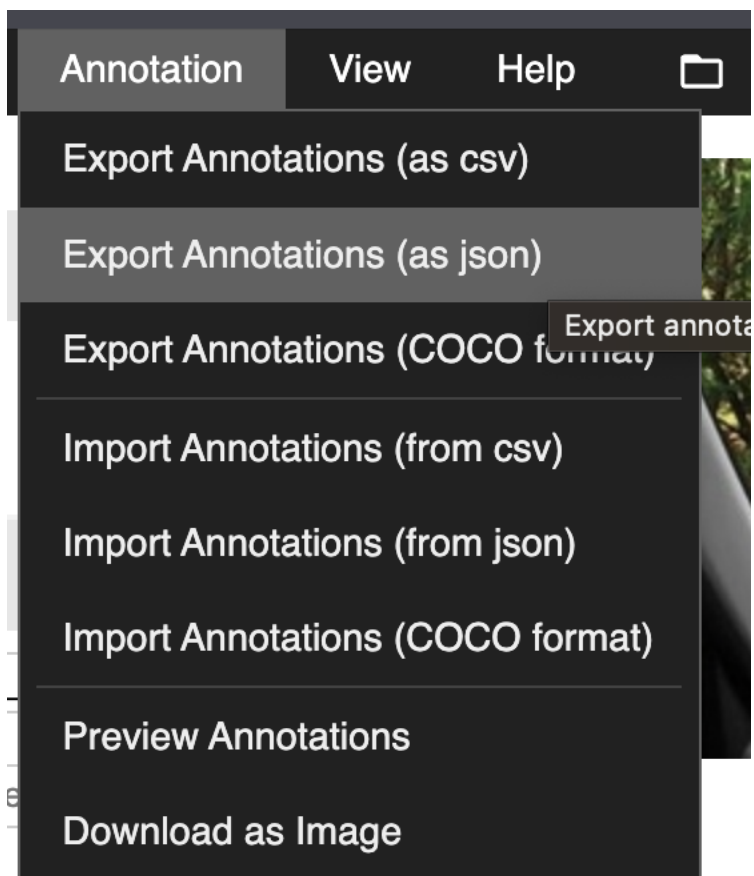 Annotation View Help
Export Annotations (as csv)
Export Annotations (as json)
Export
Export Annotations (COCO format)
Import Annotations (from csv)
Import Annotations (from json)
Import Annotations (COCO format)
Preview Annotations
Download as Image